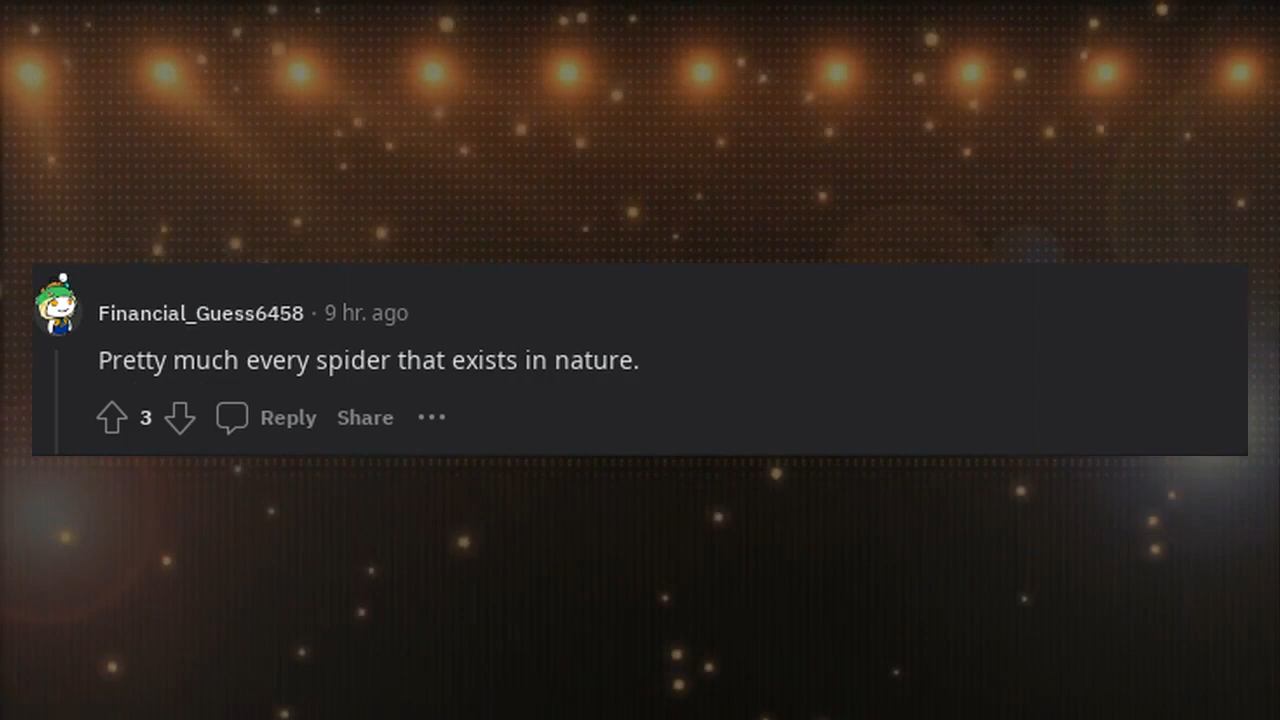 Financial_Guess6458 · 9 hr. ago
Pretty much every spider that exists in nature.
3 Reply Share ···